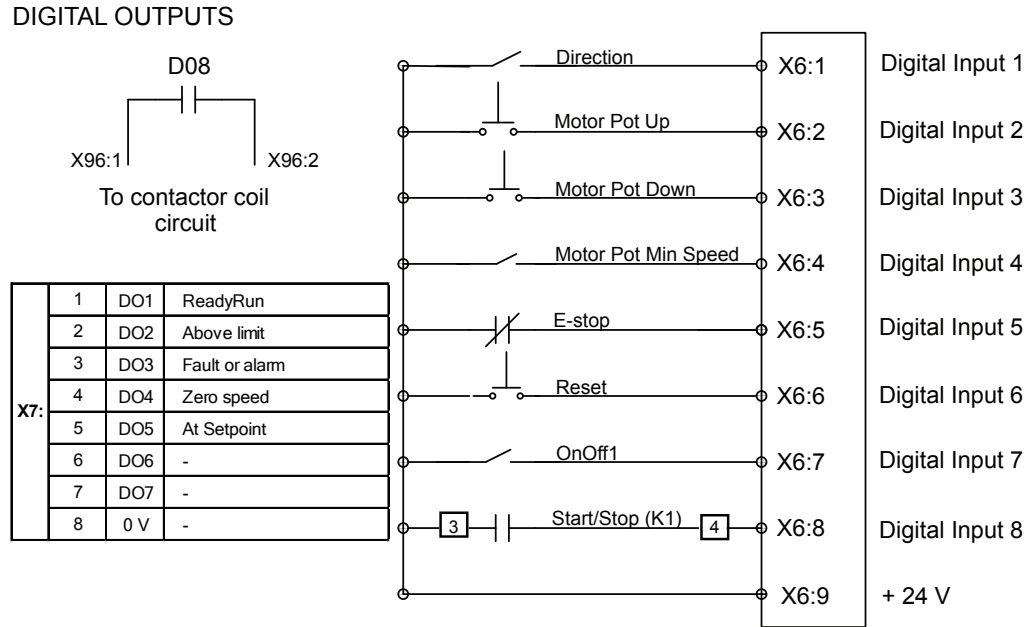 DIGITAL OUTPUTS
D08
X96:1 X96:2
To contactor coil
circuit
X7:
1 DO1 ReadyRun
2 DO2 Above limit
3 DO3 Fault or alarm
4 DO4 Zero speed
5 DO5 At Setpoint
6 DO6 -
7 DO7 -
8 0 V -
Direction X6:1 Digital Input 1
Motor Pot Up X6:2 Digital Input 2
Motor Pot Down X6:3 Digital Input 3
Motor Pot Min Speed X6:4 Digital Input 4
E-stop X6:5 Digital Input 5
Reset X6:6 Digital Input 6
OnOff1 X6:7 Digital Input 7
3 Start/Stop (K1) 4 X6:8 Digital Input 8
X6:9 + 24 V